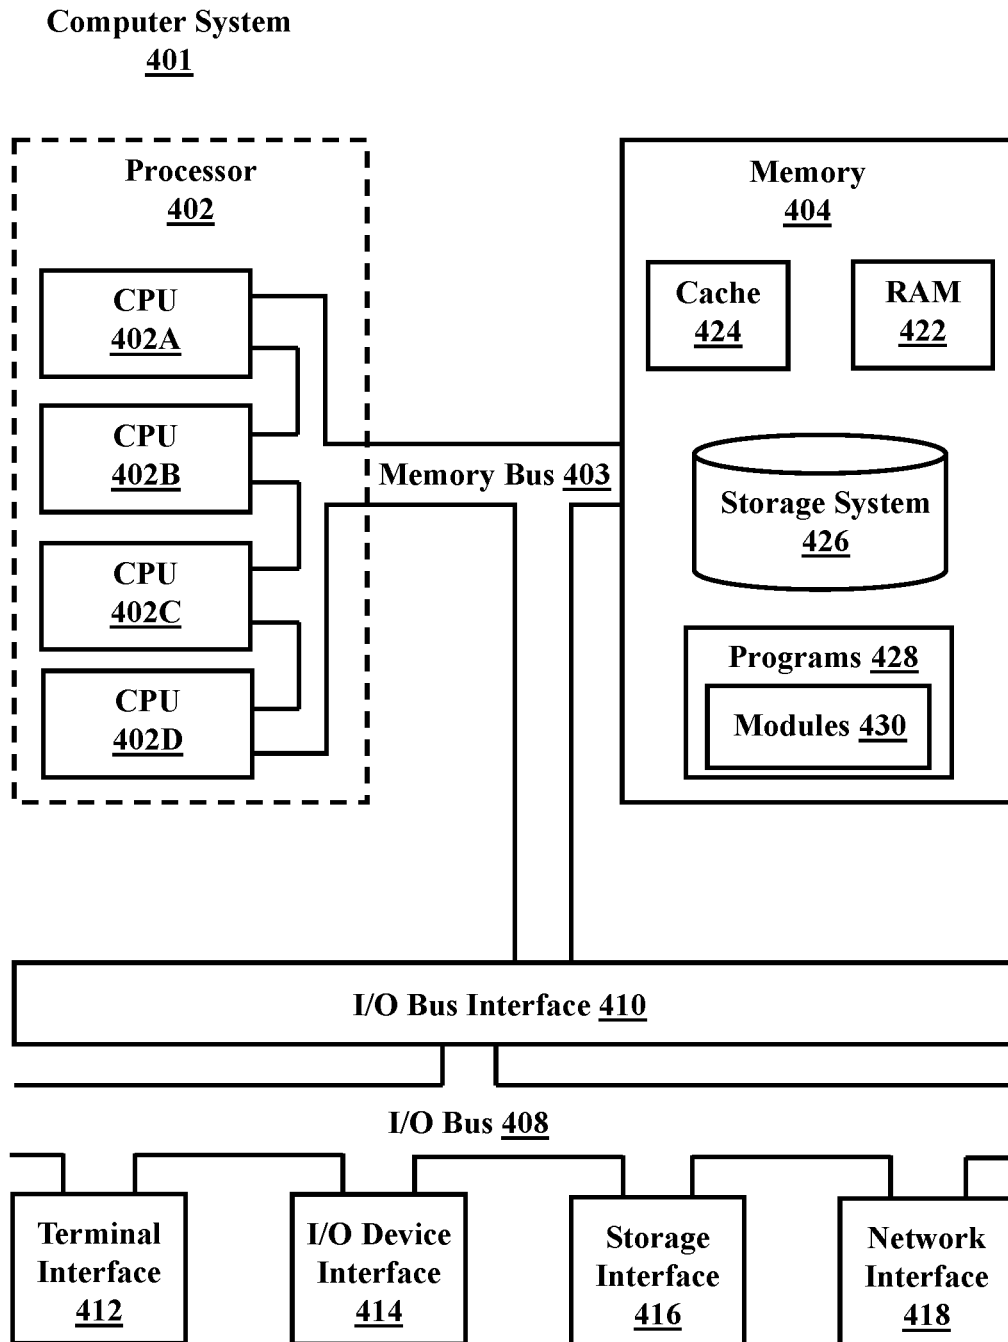 Computer System
401
Processor
402
CPU
402A
CPU
402B
CPU
402C
CPU
402D
Memory Bus 403
Memory
404
Cache
424
RAM
422
Storage System
426
Programs 428
Modules 430
I/O Bus Interface 410
I/O Bus 408
Terminal
Interface
412
I/O Device
Interface
414
Storage
Interface
416
Network
Interface
418